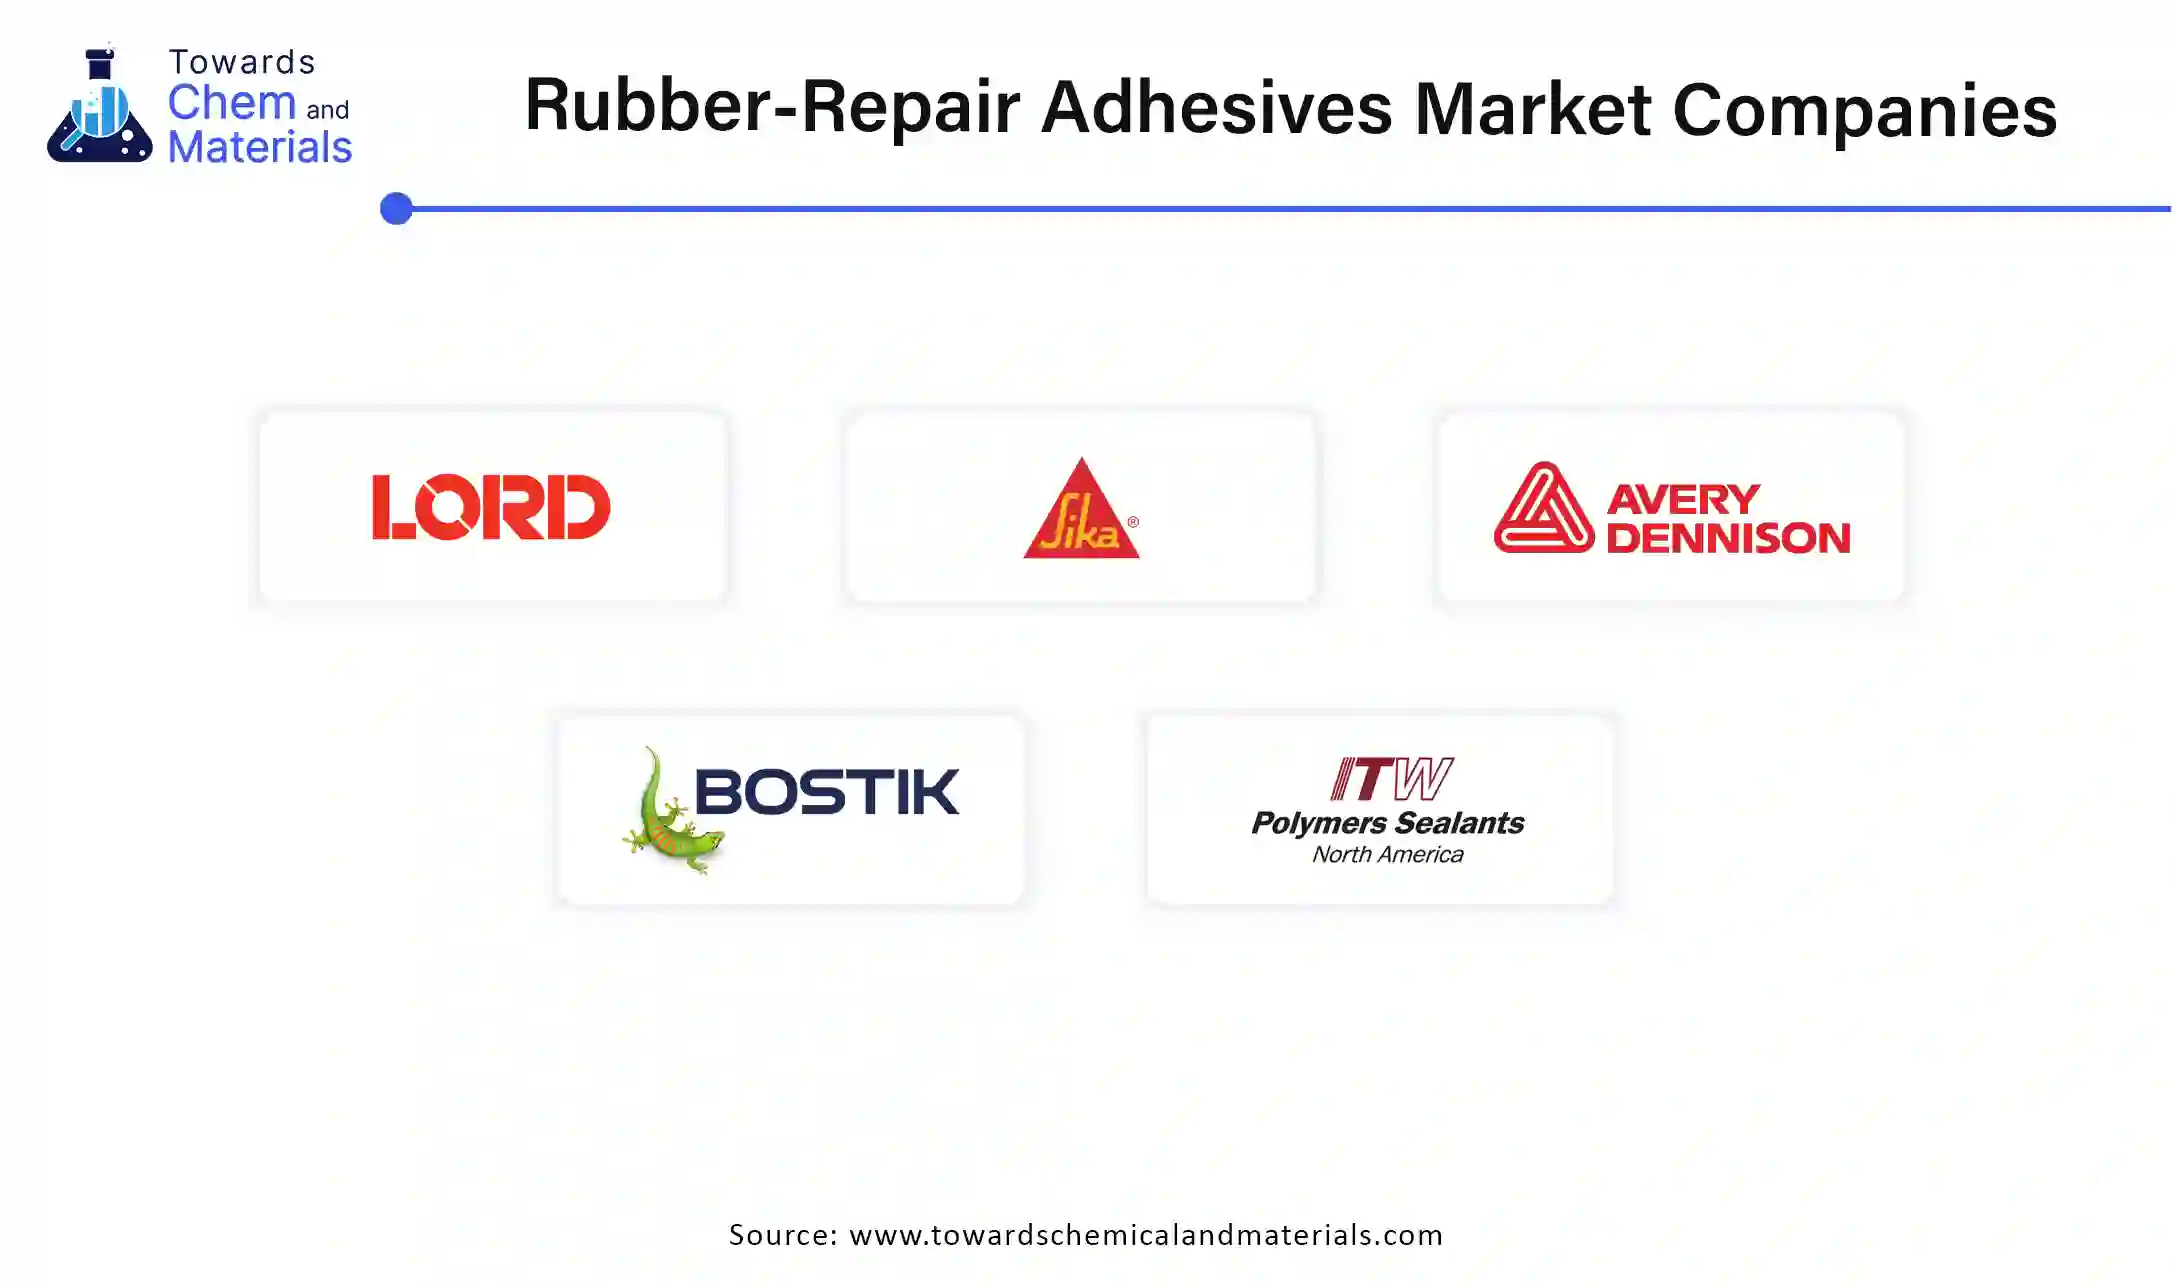 Towards
Chem and
Materials
Rubber-Repair Adhesives Market Companies
LORD
Sika®
AVERY
DENNISON
BOSTIK
ITW
Polymers Sealants
North America
Source: www.towardschemicalandmaterials.com